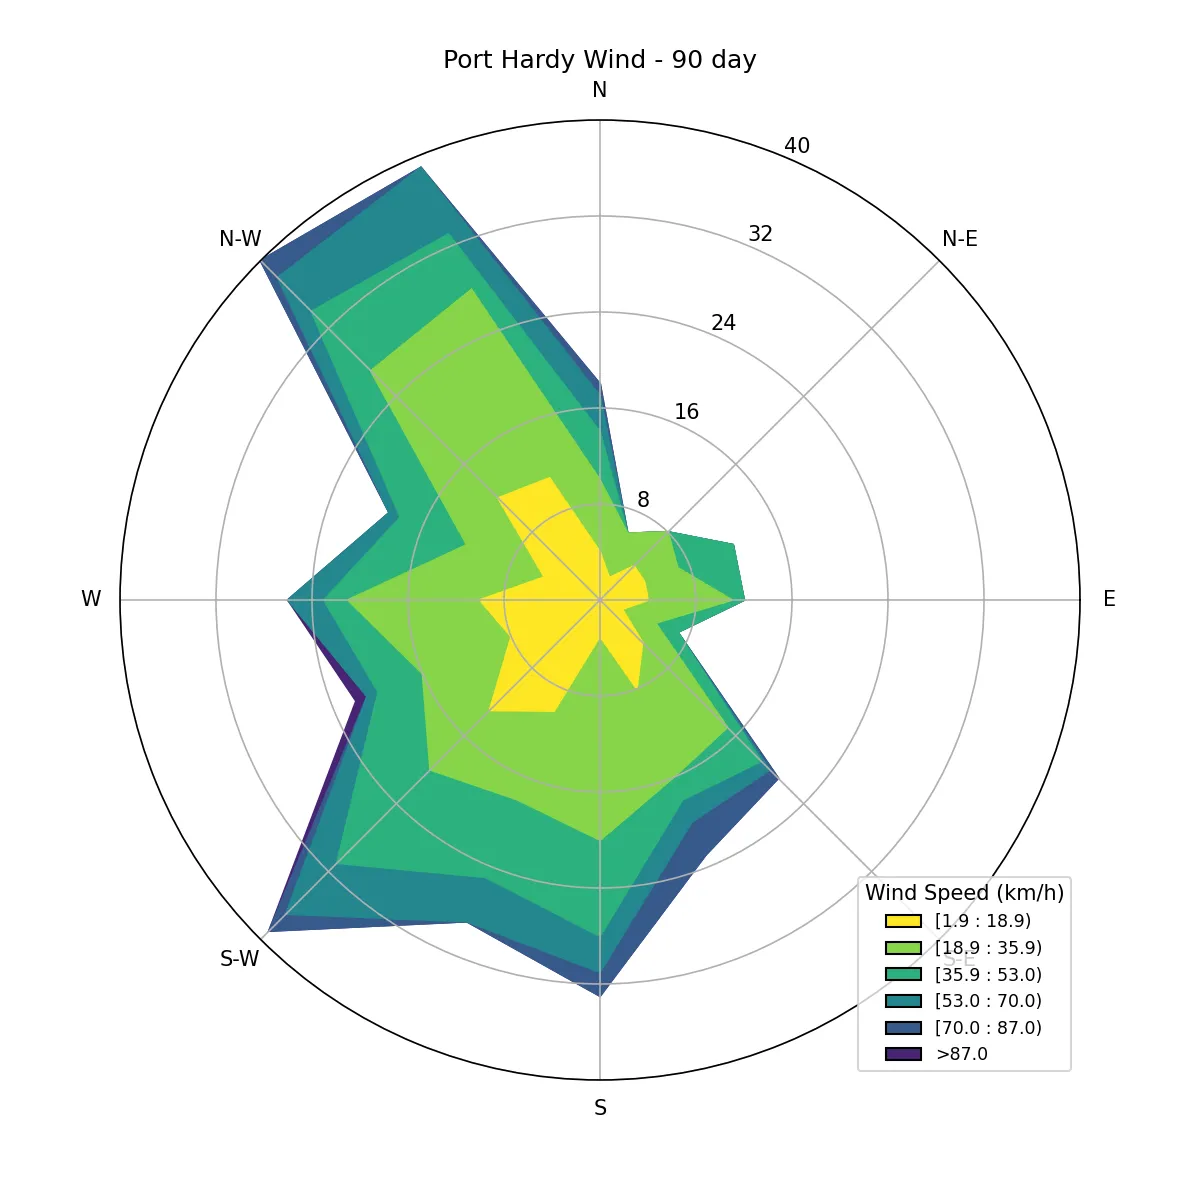 Port Hardy Wind - 90 day
N
40
N-W
32
N-E
24
16
8
W
E
Wind Speed (km/h)
[1.9 : 18.9)
[18.9 : 35.9)
[35.9 : 53.0)
[53.0 : 70.0)
[70.0 : 87.0)
>87.0
S-W
S-E
S